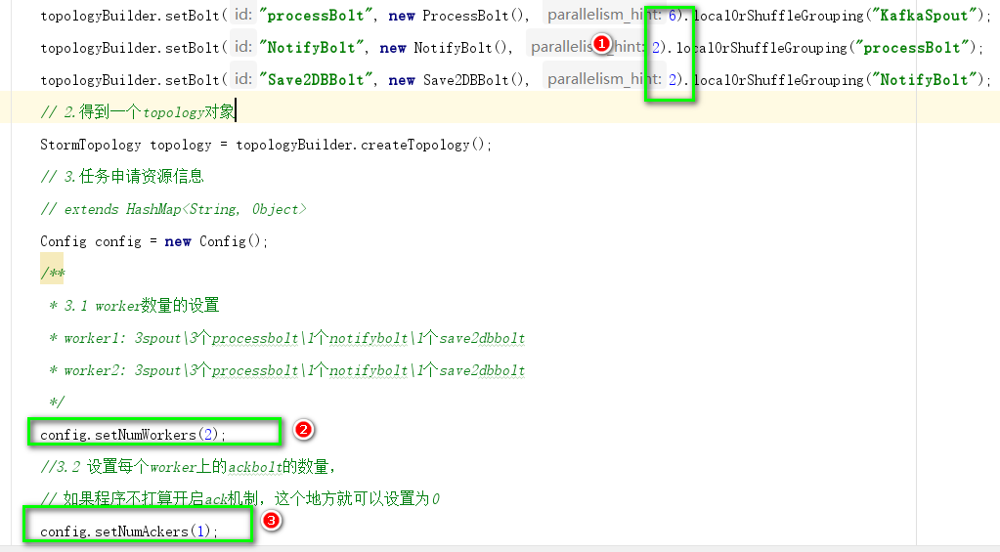 topologyBuilder.setBolt( id: "processBolt", new ProcessBolt(), parallelism_hint: 6).localOrShuffleGrouping("KafkaSpout");
topologyBuilder.setBolt( id: "NotifyBolt", new NotifyBolt(), parallelis hint: 2).localOrShuffleGrouping("processBolt");
topologyBuilder.setBolt( id: "Save2DBBolt", new Save2DBBolt(), parallelism_hint: 2).localOrShuffleGrouping("NotifyBolt");
1
// 2.得到一个topology对象
StormTopology topology = topologyBuilder.createTopology();
// 3.任务申请资源信息
// extends HashMap<String, Object>
Config config = new Config();
/**
* 3.1 worker数量的设置
* worker1: 3spout\3个processbolt\1个notifybolt\1个save2dbbolt
* worker2: 3spout\3个processbolt\1个notifybolt\1个save2dbbolt
*/
config.setNumWorkers(2);
2
//3.2 设置每个worker上的ackbolt的数量,
// 如果程序不打算开启ack机制, 这个地方就可以设置为0
config.setNumAckers(1);
3